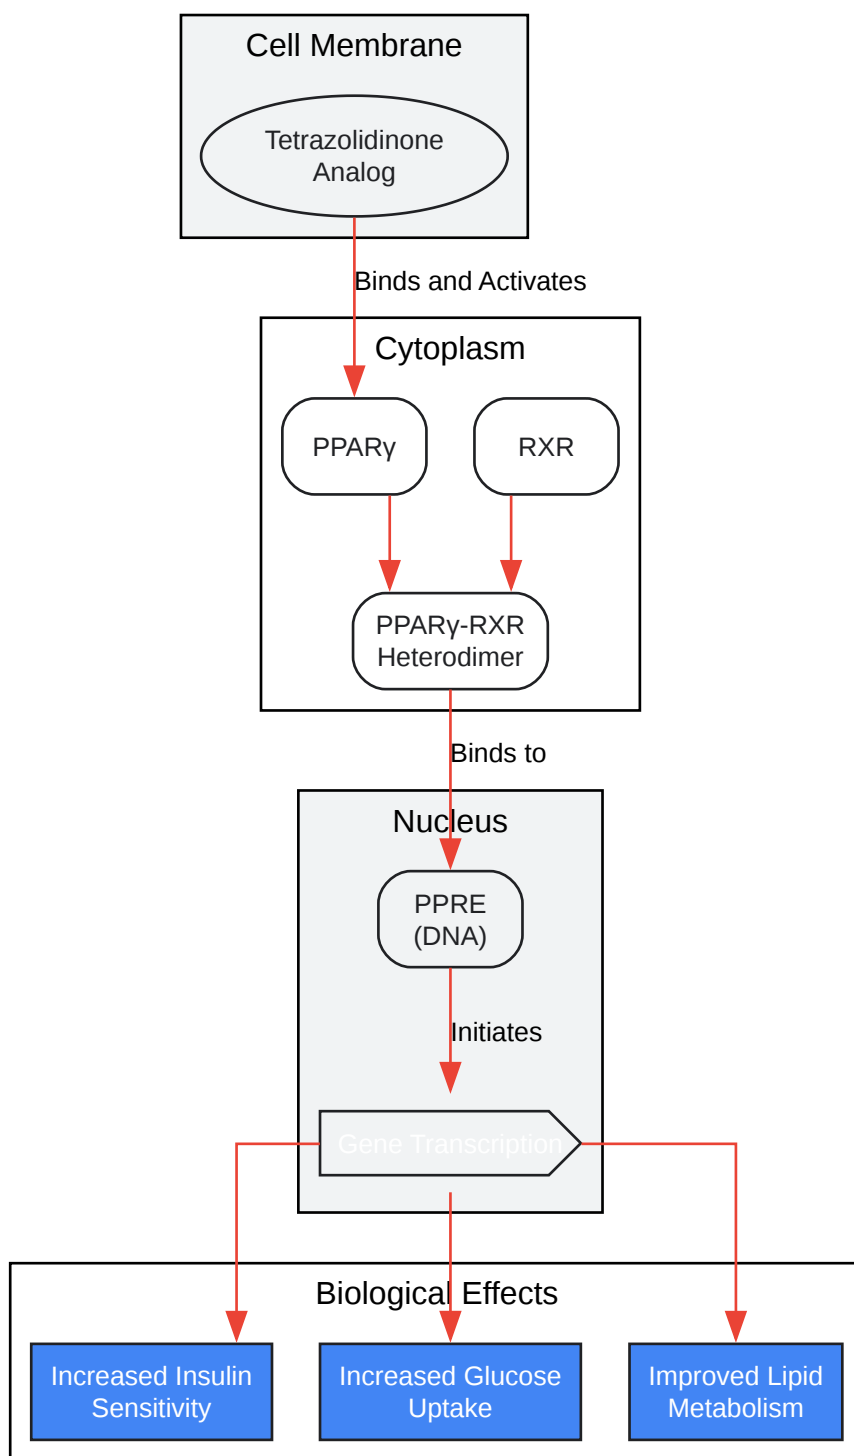 Cell Membrane
Tetrazolidinone
Analog
Binds and Activates
Cytoplasm
PPARγ
RXR
PPARγ-RXR
Heterodimer
Binds to
Nucleus
PPRE
(DNA)
Initiates
Gene Transcription
Biological Effects
Increased Insulin
Sensitivity
Increased Glucose
Uptake
Improved Lipid
Metabolism